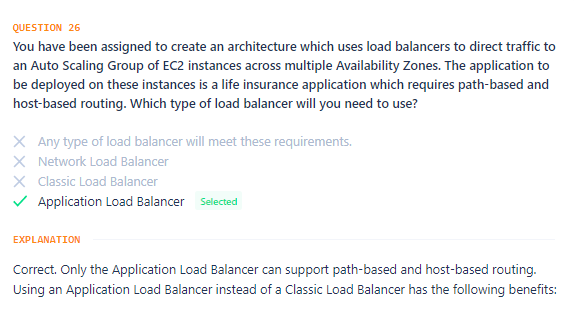 QUESTION 26
You have been assigned to create an architecture which uses load balancers to direct traffic to
an Auto Scaling Group of EC2 instances across multiple Availability Zones. The application to
be deployed on these instances is a life insurance application which requires path-based and
host-based routing. Which type of load balancer will you need to use?
Any type of load balancer will meet these requirements.
Network Load Balancer
Classic Load Balancer
Application Load Balancer Selected
EXPLANATION
Correct. Only the Application Load Balancer can support path-based and host-based routing.
Using an Application Load Balancer instead of a Classic Load Balancer has the following benefits: